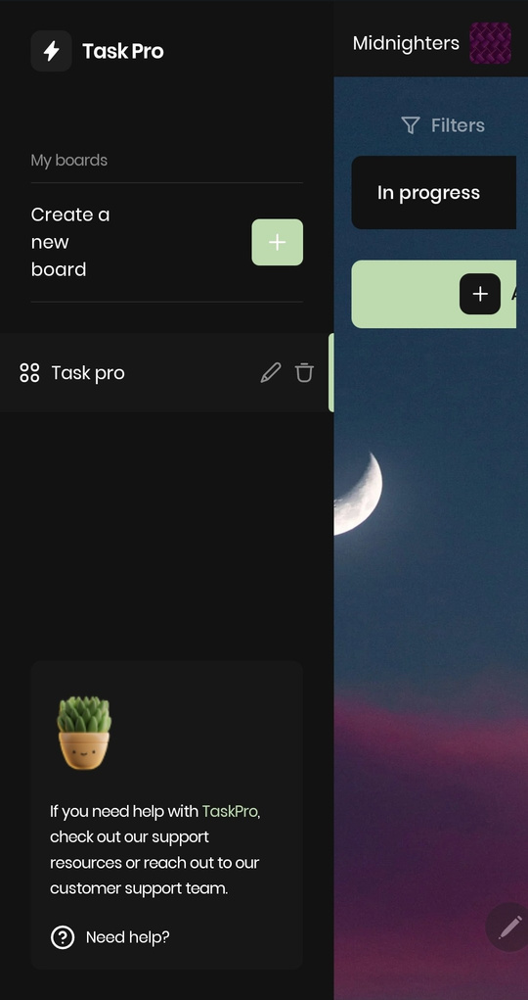 Task Pro
Midnighters
Filters
My boards
Create a
new
board
In progress
Task pro
If you need help with TaskPro,
check out our support
resources or reach out to our
customer support team.
Need help?